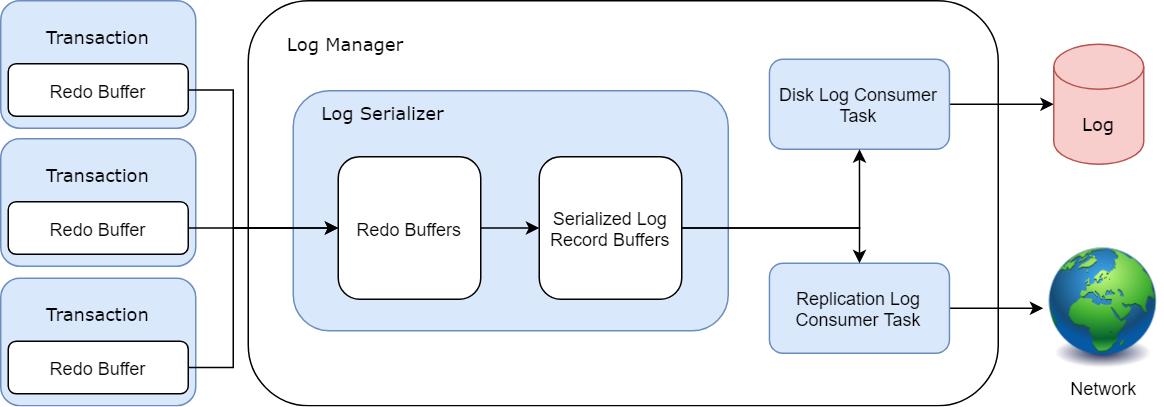 Transaction
Redo Buffer
Transaction
Redo Buffer
Transaction
Redo Buffer
Log Manager
Log Serializer
Redo Buffers
Serialized Log
Record Buffers
Disk Log Consumer
Task
Replication Log
Consumer Task
Log
Network